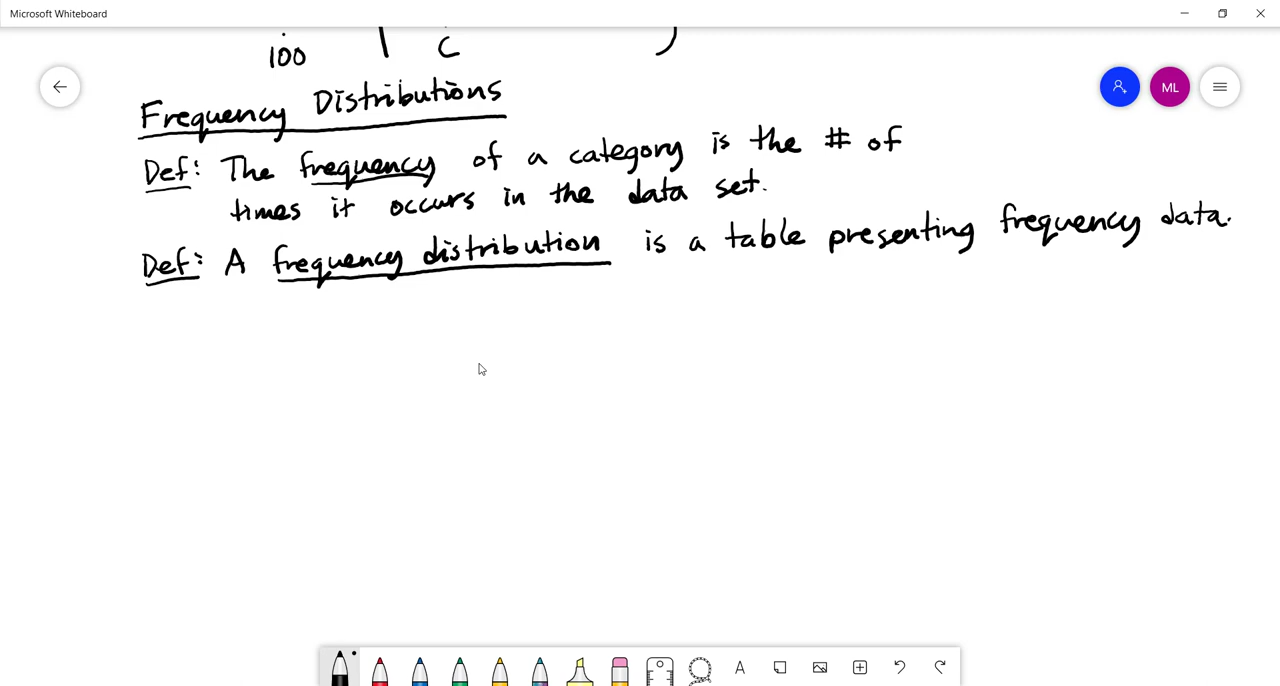 Microsoft Whiteboard
100 C
ML
Frequency Distributions
Def: The frequency of a category is the # of
times it occurs in the data set.
Def: A frequency distribution is a table presenting frequency data.
A